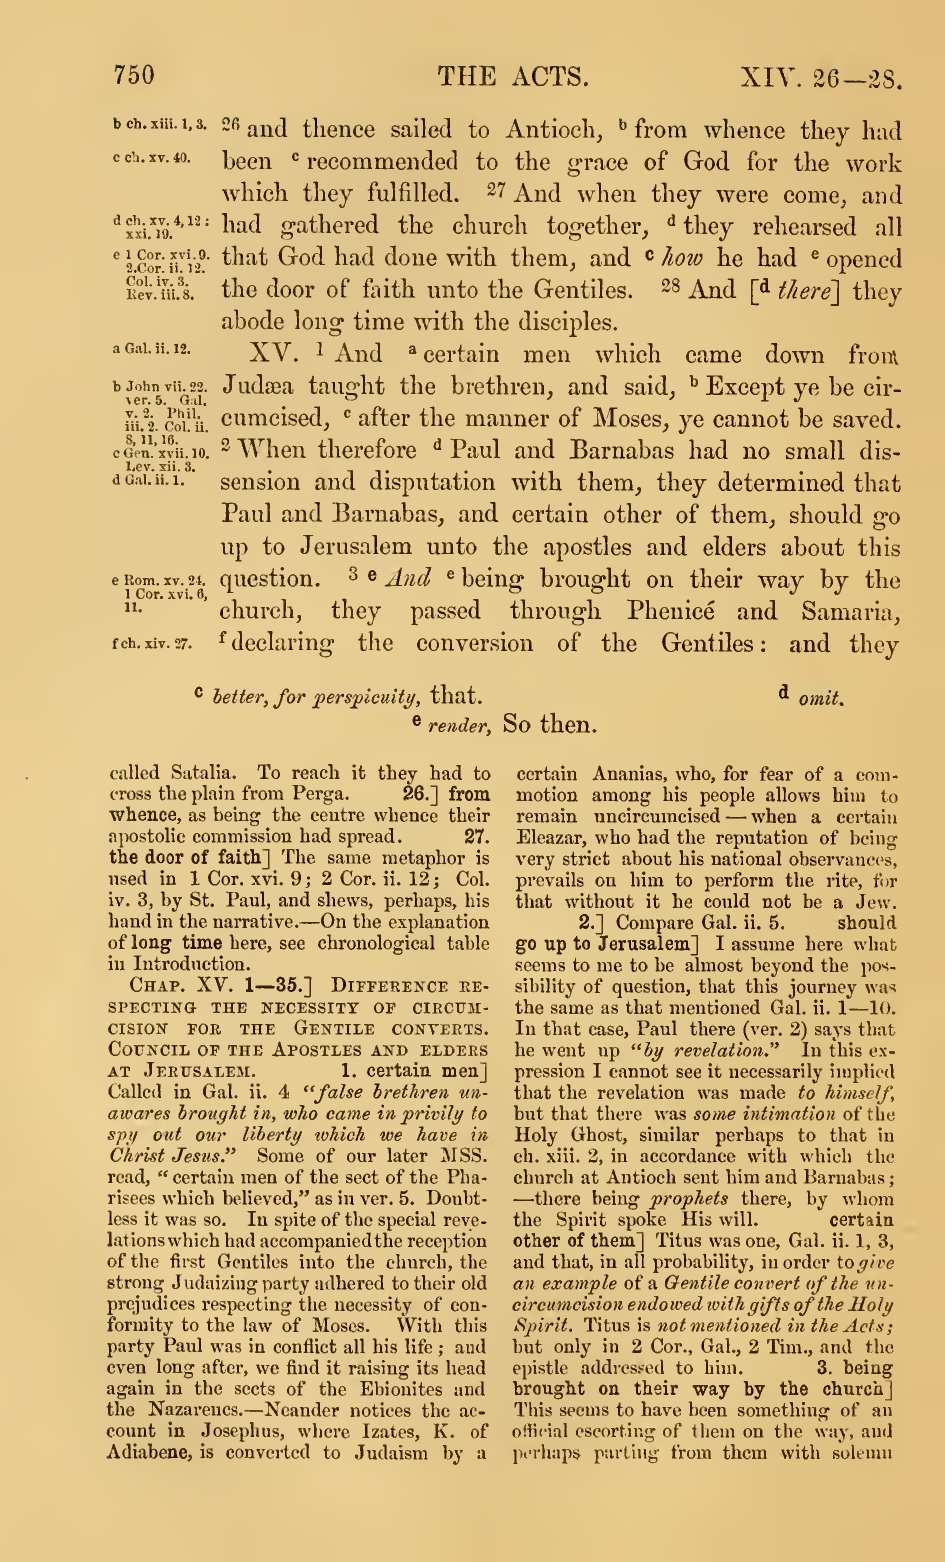 750 THE ACTS. XIV. 26—28.
b ch. xiii. 1, 3.
c ch. xv. 40.
d ch. xv. 4, 12 :
xxi. 19.
e 1 Cor. xvi. 9.
2 Cor. ii. 12.
Col. iv. 3.
Rev. iii. 8.
a Gal. ii. 12.
b John vii. 22.
ver. 5. Gal.
v. 2. Phil.
iii. 2. Col. ii.
8, 11, 16.
c Gen. xvii. 10.
Lev. xii. 3.
d Gal. ii. 1.
e Rom. xv. 24.
1 Cor. xvi. 6,
11.
f ch. xiv. 27.
26 and thence sailed to Antioch, b from whence they had
been c recommended to the grace of God for the work
which they fulfilled. 27 And when they were come, and
had gathered the church together, d they rehearsed all
that God had done with them, and c how he had e opened
the door of faith unto the Gentiles. 28 And [d there] they
abode long time with the disciples.
XV. 1 And a certain men which came down from
Judæa taught the brethren, and said, b Except ye be cir-
cumcised, c after the manner of Moses, ye cannot be saved.
2 When therefore d Paul and Barnabas had no small dis-
sension and disputation with them, they determined that
Paul and Barnabas, and certain other of them, should go
up to Jerusalem unto the apostles and elders about this
question. 3 e And e being brought on their way by the
church, they passed through Phenicé and Samaria,
f declaring the conversion of the Gentiles : and they
c better, for perspicuity, that. d omit.
e render, So then.
called Satalia. To reach it they had to
cross the plain from Perga. 26.] from
whence, as being the centre whence their
apostolic commission had spread. 27.
the door of faith] The same metaphor is
used in 1 Cor. xvi. 9; 2 Cor. ii. 12; Col.
iv. 3, by St. Paul, and shews, perhaps, his
hand in the narrative.—On the explanation
of long time here, see chronological table
in Introduction.
CHAP. XV. 1—35.] DIFFERENCE RE-
SPECTING THE NECESSITY OF CIRCUM-
CISION FOR THE GENTILE CONVERTS.
COUNCIL OF THE APOSTLES AND ELDERS
AT JERUSALEM. 1. certain men]
Called in Gal. ii. 4 "false brethren un-
awares brought in, who came in privily to
spy out our liberty which we have in
Christ Jesus." Some of our later MSS.
read, "certain men of the sect of the Pha-
risees which believed," as in ver. 5. Doubt-
less it was so. In spite of the special reve-
lations which had accompanied the reception
of the first Gentiles into the church, the
strong Judaizing party adhered to their old
prejudices respecting the necessity of con-
formity to the law of Moses. With this
party Paul was in conflict all his life ; and
even long after, we find it raising its head
again in the sects of the Ebionites and
the Nazarenes.—Neander notices the ac-
count in Josephus, where Izates, K. of
Adiabene, is converted to Judaism by a
certain Ananias, who, for fear of a com-
motion among his people allows him to
remain uncircumcised — when a certain
Eleazar, who had the reputation of being
very strict about his national observances,
prevails on him to perform the rite, for
that without it he could not be a Jew.
2.] Compare Gal. ii. 5. should
go up to Jerusalem] I assume here what
seems to me to be almost beyond the pos-
sibility of question, that this journey was
the same as that mentioned Gal. ii. 1—10.
In that case, Paul there (ver. 2) says that
he went up "by revelation." In this ex-
pression I cannot see it necessarily implied
that the revelation was made to himself,
but that there was some intimation of the
Holy Ghost, similar perhaps to that in
ch. xiii. 2, in accordance with which the
church at Antioch sent him and Barnabas ;
—there being prophets there, by whom
the Spirit spoke His will. certain
other of them] Titus was one, Gal. ii. 1, 3,
and that, in all probability, in order to give
an example of a Gentile convert of the un-
circumcision endowed with gifts of the Holy
Spirit. Titus is not mentioned in the Acts;
but only in 2 Cor., Gal., 2 Tim., and the
epistle addressed to him. 3. being
brought on their way by the church]
This seems to have been something of an
official escorting of them on the way, and
perhaps parting from them with solemn